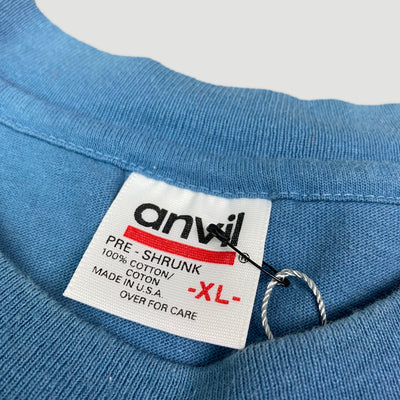 anvil®
PRE-SHRUNK
100% COTTON/
COTON
MADE IN U.S.A.
OVER FOR CARE
-XL-